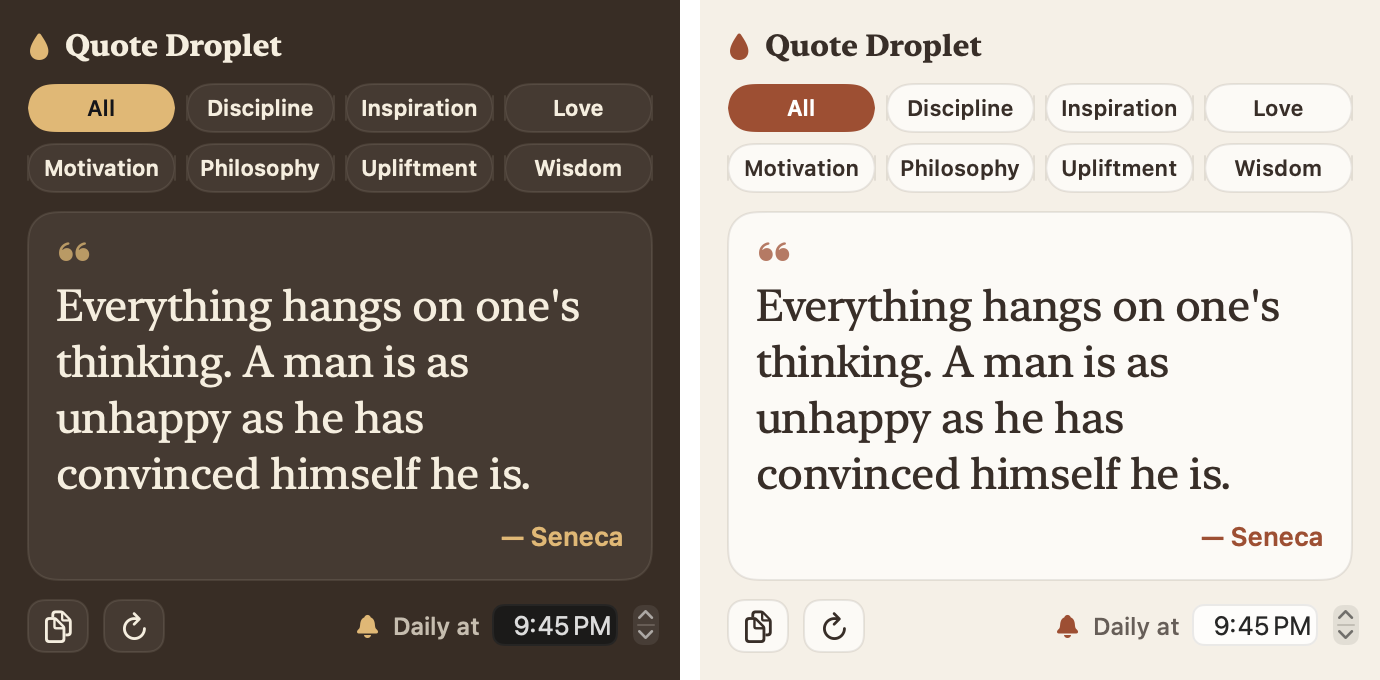 Quote Droplet
All Discipline Inspiration Love
Motivation Philosophy Upliftment Wisdom
“
Everything hangs on one's
thinking. A man is as
unhappy as he has
convinced himself he is.
— Seneca
Daily at 9:45 PM
Quote Droplet
All Discipline Inspiration Love
Motivation Philosophy Upliftment Wisdom
“
Everything hangs on one's
thinking. A man is as
unhappy as he has
convinced himself he is.
— Seneca
Daily at 9:45 PM